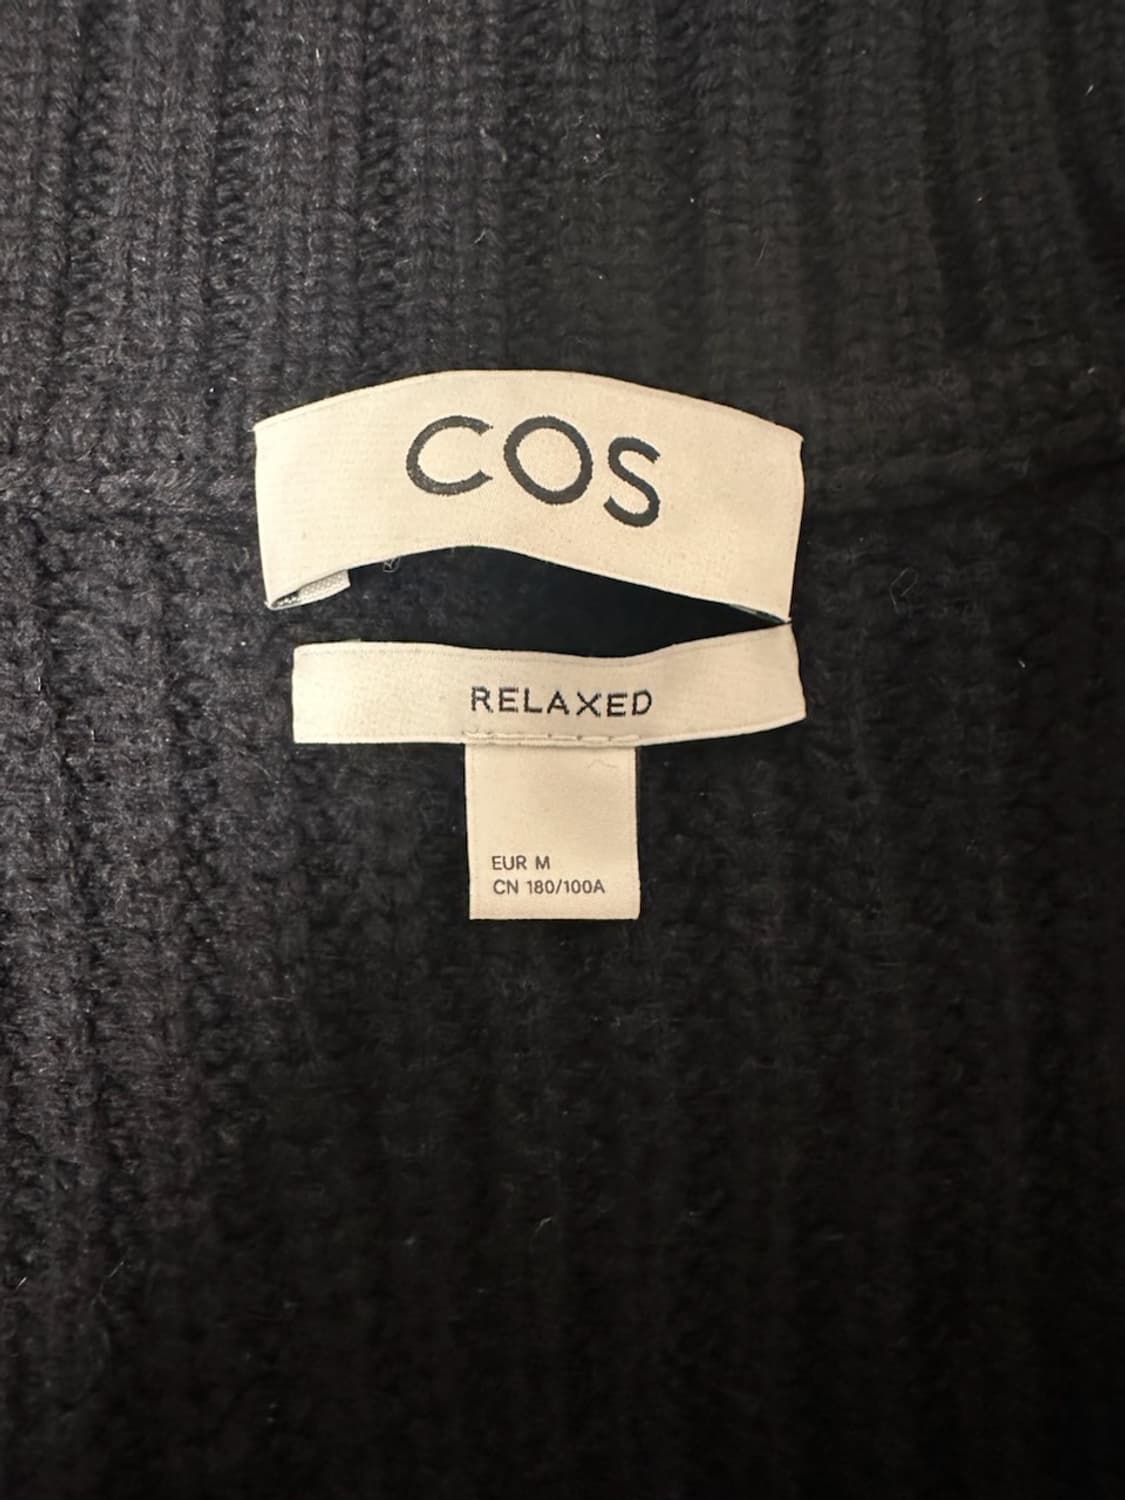 COS
RELAXED
EUR M
CN 180/100A